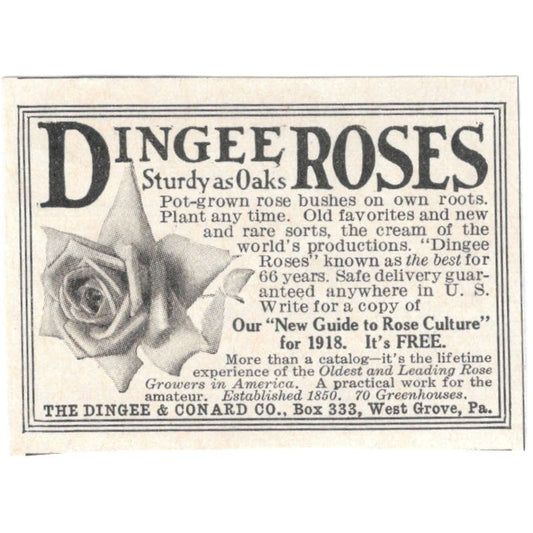 DINGEE ROSES
Sturdy as Oaks
Pot-grown rose bushes on own roots.
Plant any time. Old favorites and new
and rare sorts, the cream of the
world's productions. "Dingee
Roses" known as the best for
66 years. Safe delivery guar-
anteed anywhere in U. S.
Write for a copy of
Our "New Guide to Rose Culture"
for 1918. It's FREE.
More than a catalog—it's the lifetime
experience of the Oldest and Leading Rose
Growers in America. A practical work for the
amateur. Established 1850. 70 Greenhouses.
THE DINGEE & CONARD CO., Box 333, West Grove, Pa.